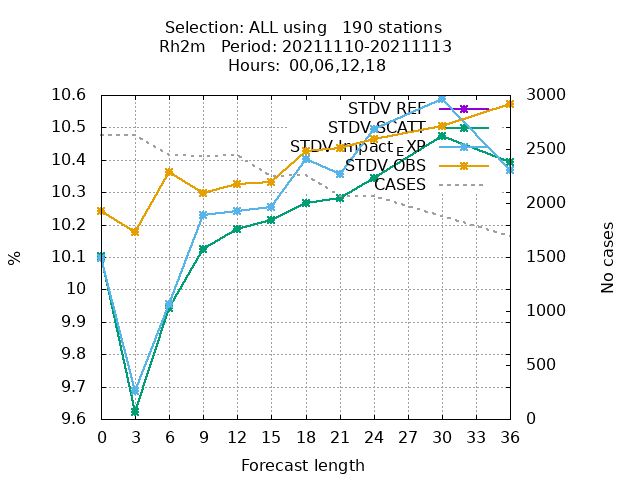 Selection: ALL using   190 stations
Rh2m   Period: 20211110-20211113
Hours:  00,06,12,18
10.6
10.5
10.4
10.3
10.2
10.1
10
9.9
9.8
9.7
9.6
%
3000
2500
2000
1500
1000
500
0
No cases
STDV REF
STDV SCATT
STDV Impact_EXP
STDV OBS
CASES
0 3 6 9 12 15 18 21 24 27 30 33 36
Forecast length